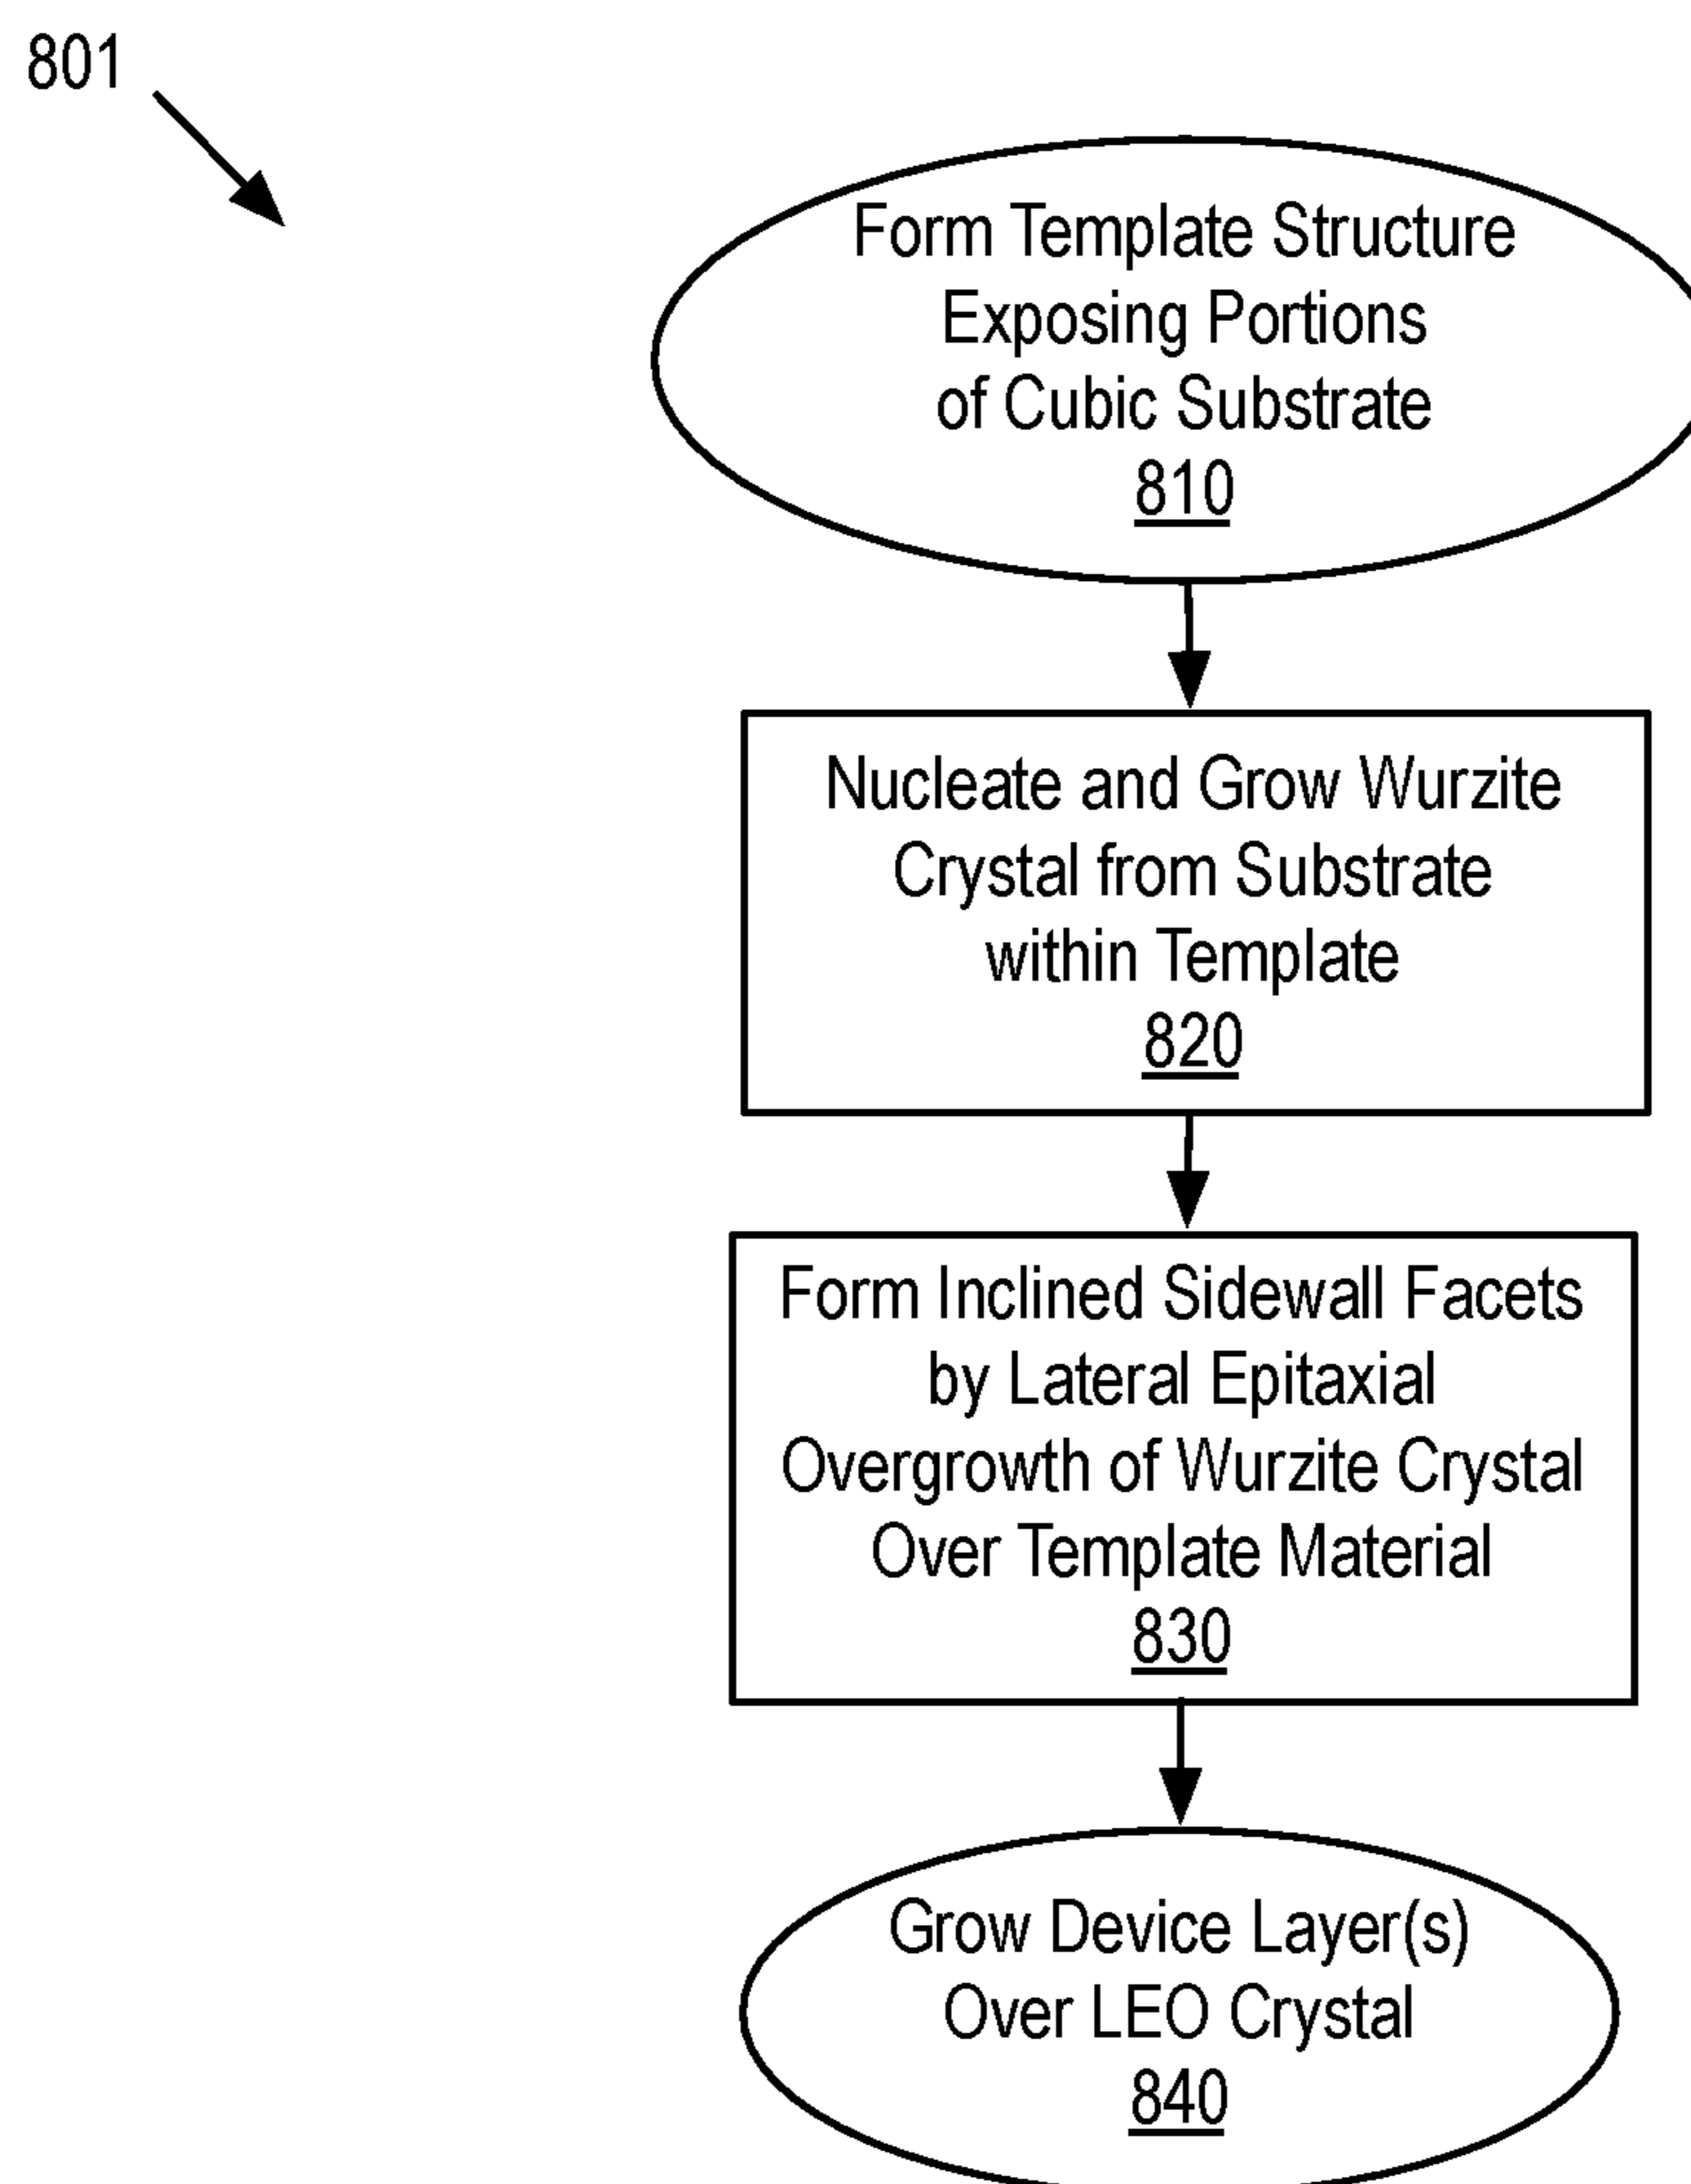 801
Form Template Structure
Exposing Portions
of Cubic Substrate
810
Nucleate and Grow Wurzite
Crystal from Substrate
within Template
820
Form Inclined Sidewall Facets
by Lateral Epitaxial
Overgrowth of Wurzite Crystal
Over Template Material
830
Grow Device Layer(s)
Over LEO Crystal
840